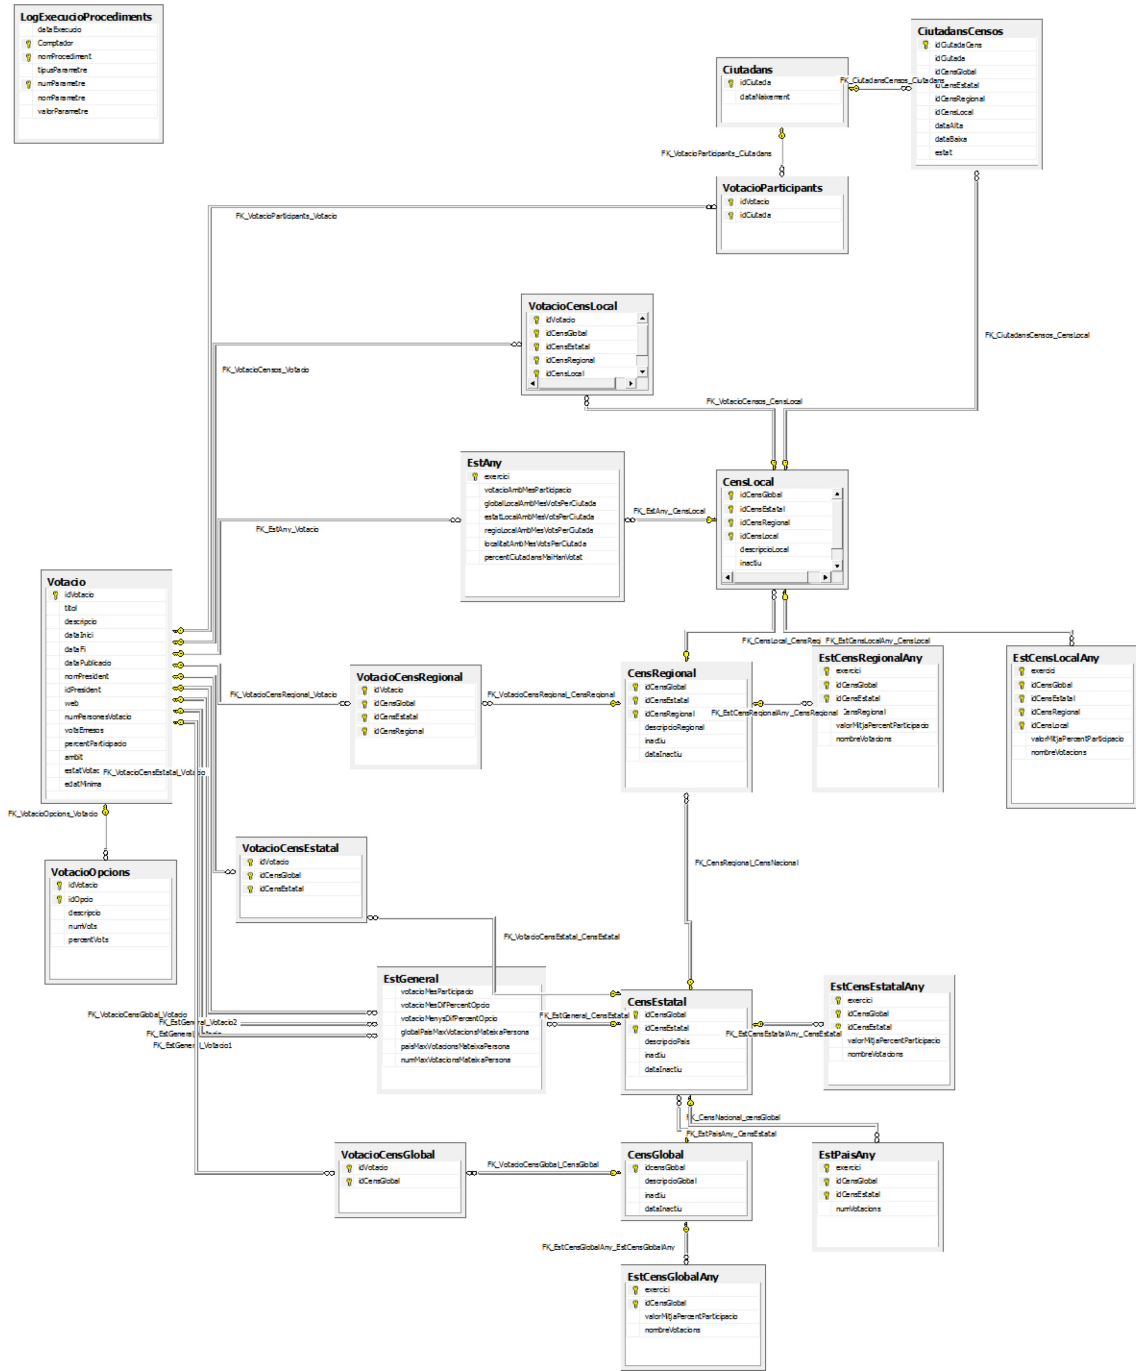 LogExecucioProcediments
dataExecucio
Comptador
nomProcediment
tipusParametre
numParametre
nomParametre
valorParametre
CiutadansCensos
idCiutadaCens
idCiutada
idCensGlobal
idCensEstatal
idCensRegional
idCensLocal
dataAlta
dataBaixa
estat
Ciutadans
idCiutada
dataNaixement
FK_CiutadansCensos_Ciutadans
FK_VotacioParticipants_Ciutadans
VotacioParticipants
idVotacio
idCiutada
FK_VotacioParticipants_Votacio
VotacioCensLocal
idVotacio
idCensGlobal
idCensEstatal
idCensRegional
idCensLocal
FK_CiutadansCensos_CensLocal
FK_VotacioCensos_Votacio
FK_VotacioCensos_CensLocal
EstAny
exercici
votacioAmbMesParticipacio
globalLocalAmbMesVotsPerCiutada
estatLocalAmbMesVotsPerCiutada
regioLocalAmbMesVotsPerCiutada
localitatAmbMesVotsPerCiutada
percentCiutadansMaiHanVotat
FK_EstAny_CensLocal
FK_EstAny_Votacio
CensLocal
idCensGlobal
idCensEstatal
idCensRegional
idCensLocal
descripcioLocal
inactiu
Votacio
idVotacio
titol
descripcio
dataInici
dataFi
dataPublicacio
nomPresident
idPresident
web
numPersonesVotacio
votsEmesos
percentParticipacio
ambit
estatVotac
edatMinima
FK_VotacioCensEstatal_Votacio
FK_CensLocal_CensRegi
FK_EstCensLocalAny_CensLocal
VotacioCensRegional
idVotacio
idCensGlobal
idCensEstatal
idCensRegional
FK_VotacioCensRegional_Votacio
FK_VotacioCensRegional_CensRegional
CensRegional
idCensGlobal
idCensEstatal
idCensRegional
descripcioRegional
inactiu
dataInactiu
EstCensRegionalAny
exercici
idCensGlobal
idCensEstatal
CensRegional
valorMitjaPercentParticipacio
nombreVotacions
FK_EstCensRegionalAny_CensRegional
EstCensLocalAny
exercici
idCensGlobal
idCensEstatal
idCensRegional
idCensLocal
valorMitjaPercentParticipacio
nombreVotacions
FK_VotacioOpcions_Votacio
VotacioOpcions
idVotacio
idOpcio
descripcio
numVots
percentVots
VotacioCensEstatal
idVotacio
idCensGlobal
idCensEstatal
FK_CensRegional_CensNacional
FK_VotacioCensEstatal_CensEstatal
EstGeneral
votacioMesParticipacio
votacioMesDifPercentOpcio
votacioMenysDifPercentOpcio
globalPaisMaxVotacionsMateixaPersona
paisMaxVotacionsMateixaPersona
numMaxVotacionsMateixaPersona
FK_VotacioCensGlobal_Votacio
FK_EstGeneral_Votacio2
FK_EstGeneral_Votacio
FK_EstGeneral_Votacio1
FK_EstGeneral_CensEstatal
CensEstatal
idCensGlobal
idCensEstatal
descripcioPais
inactiu
dataInactiu
EstCensEstatalAny
exercici
idCensGlobal
idCensEstatal
valorMitjaPercentParticipacio
nombreVotacions
FK_EstCensEstatalAny_CensEstatal
FK_CensNacional_censGlobal
FK_EstPaisAny_CensEstatal
VotacioCensGlobal
idVotacio
idCensGlobal
FK_VotacioCensGlobal_CensGlobal
CensGlobal
idcensGlobal
descripcioGlobal
inactiu
dataInactiu
EstPaisAny
exercici
idCensGlobal
idCensEstatal
numVotacions
FK_EstCensGlobalAny_EstCensGlobalAny
EstCensGlobalAny
exercici
idCensGlobal
valorMitjaPercentParticipacio
nombreVotacions